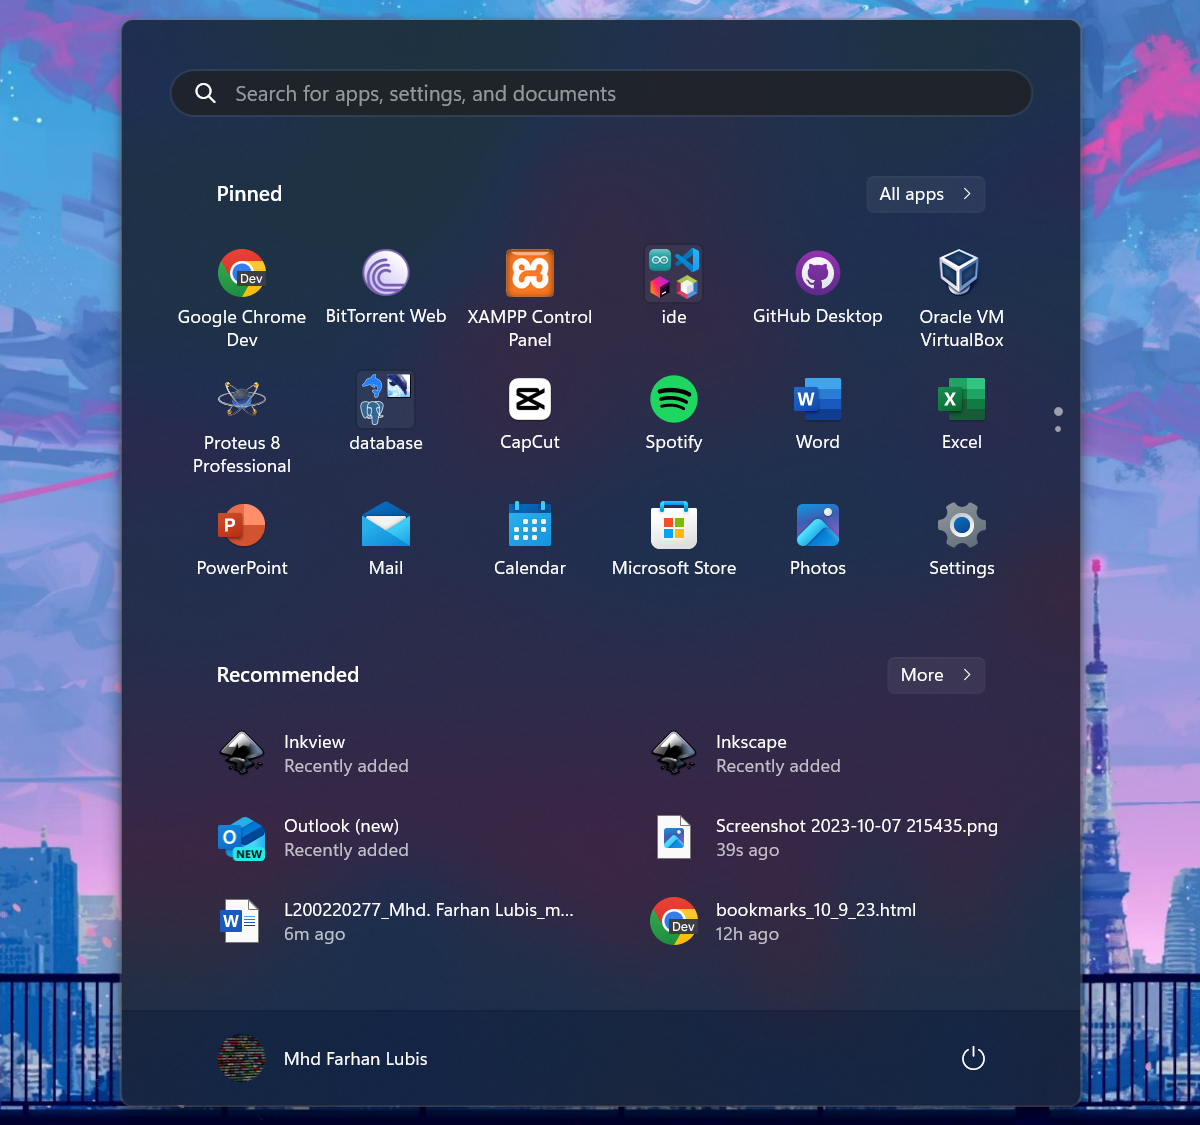 Search for apps, settings, and documents
Pinned
All apps
Dev
Google Chrome
Dev
BitTorrent Web
XAMPP Control
Panel
ide
GitHub Desktop
Oracle VM
VirtualBox
Proteus 8
Professional
database
CapCut
Spotify
W
Word
X
Excel
P
PowerPoint
Mail
Calendar
Microsoft Store
Photos
Settings
Recommended
More
Inkview
Recently added
Inkscape
Recently added
O
NEW
Outlook (new)
Recently added
Screenshot 2023-10-07 215435.png
39s ago
W
L200220277_Mhd. Farhan Lubis_m...
6m ago
Dev
bookmarks_10_9_23.html
12h ago
Mhd Farhan Lubis